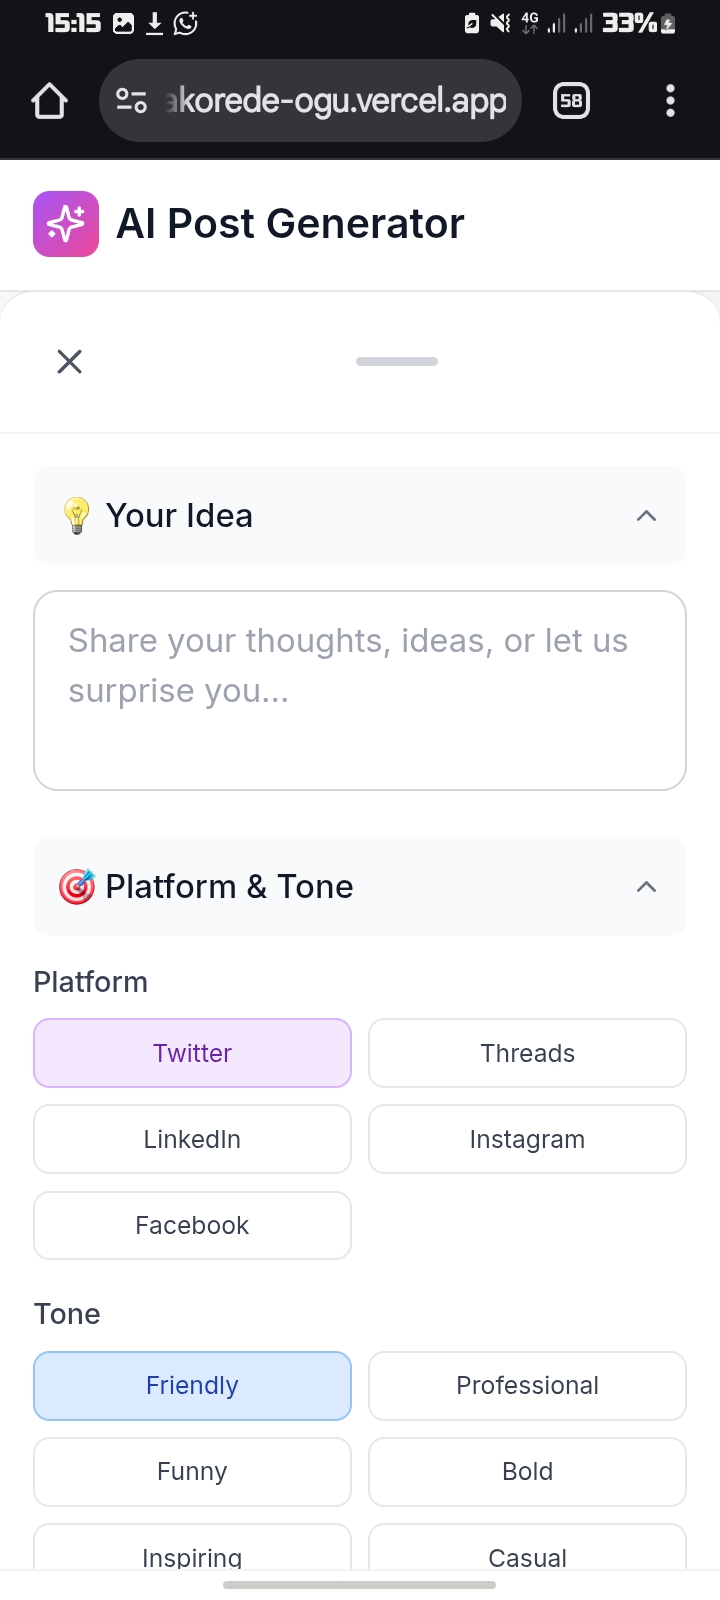 15:15
4G
33%
akorede-ogu.vercel.app
58
AI Post Generator
💡 Your Idea
Share your thoughts, ideas, or let us
surprise you...
🎯 Platform & Tone
Platform
Twitter
Threads
LinkedIn
Instagram
Facebook
Tone
Friendly
Professional
Funny
Bold
Inspiring
Casual